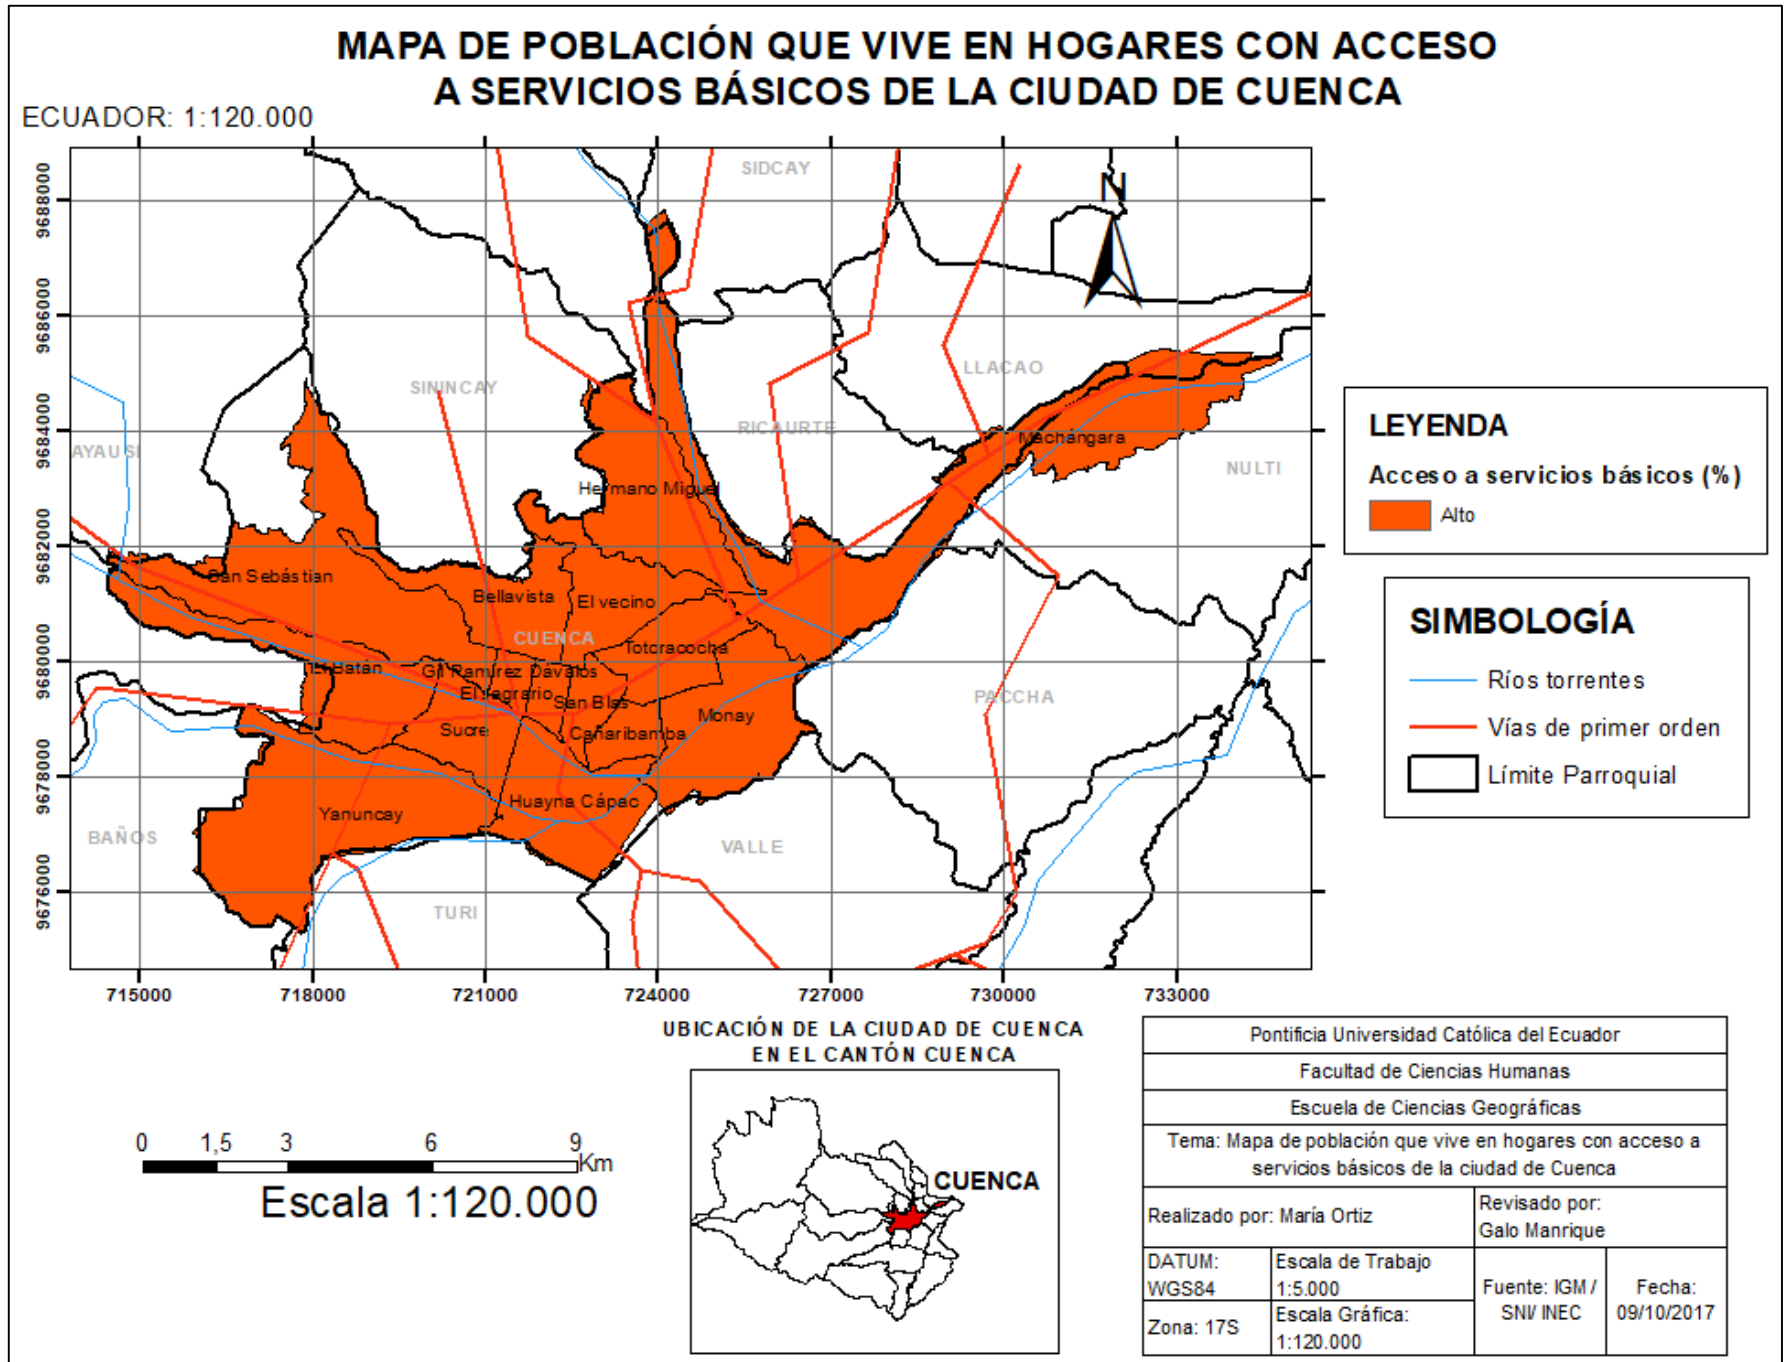 MAPA DE POBLACIÓN QUE VIVE EN HOGARES CON ACCESO
A SERVICIOS BÁSICOS DE LA CIUDAD DE CUENCA
ECUADOR: 1:120.000
9688000
9686000
9684000
9682000
9680000
9678000
9676000
SIDCAY
N
SININCAY
LLACAO
RICAURTE
Machángara
AYAUSI
NULTI
Hermano Miguel
San Sebástian
Bellavista
El vecino
CUENCA
Totoracocha
El Batán
Gil Ramírez Dávalos
El Sagrario
San Blas
PACCHA
Monay
Sucre
Cañaribamba
Huayna Cápac
Yanuncay
BAÑOS
VALLE
TURI
715000
718000
721000
724000
727000
730000
733000
LEYENDA
Acceso a servicios básicos (%)
Alto
SIMBOLOGÍA
Ríos torrentes
Vías de primer orden
Límite Parroquial
UBICACIÓN DE LA CIUDAD DE CUENCA
EN EL CANTÓN CUENCA
CUENCA
0 1,5 3 6 9
Km
Escala 1:120.000
Pontificia Universidad Católica del Ecuador
Facultad de Ciencias Humanas
Escuela de Ciencias Geográficas
Tema: Mapa de población que vive en hogares con acceso a
servicios básicos de la ciudad de Cuenca
Realizado por: María Ortiz
Revisado por:
Galo Manrique
DATUM:
WGS84
Escala de Trabajo
1:5.000
Zona: 17S
Escala Gráfica:
1:120.000
Fuente: IGM /
SNI/ INEC
Fecha:
09/10/2017